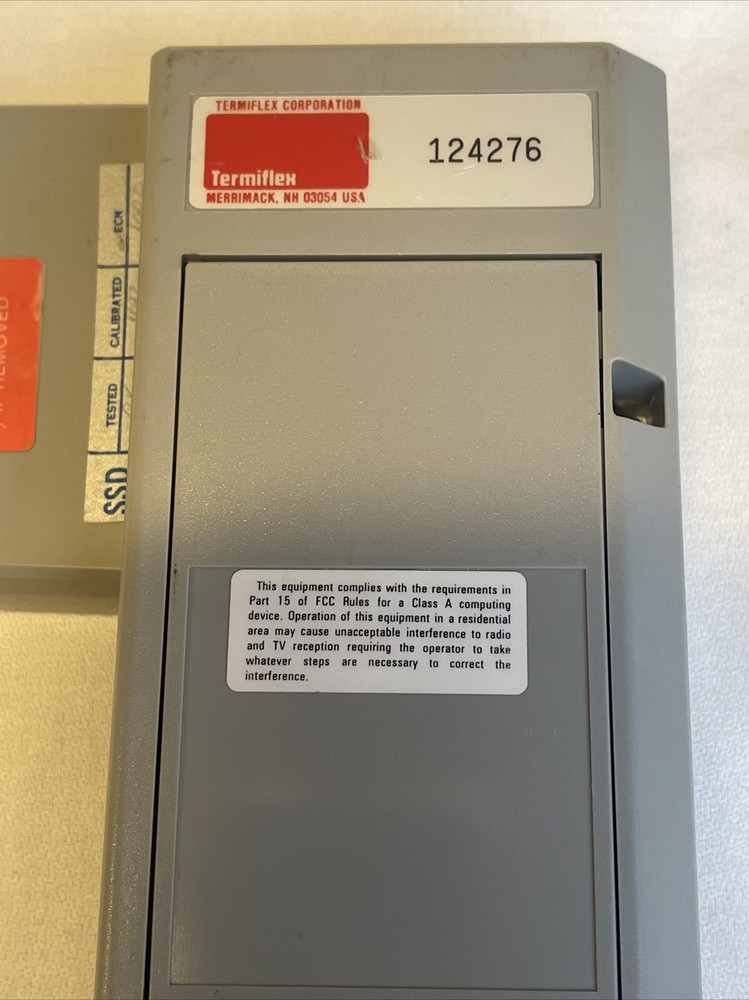 TERMIFLEX CORPORATION
Termiflex
MERRIMACK, NH 03054 USA
124276
REMOVED
SSD
TESTED
CALIBRATED
ECN
This equipment complies with the requirements in
Part 15 of FCC Rules for a Class A computing
device. Operation of this equipment in a residential
area may cause unacceptable interference to radio
and TV reception requiring the operator to take
whatever steps are necessary to correct the
interference.